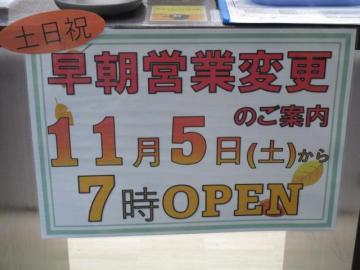 土日祝
早朝営業変更
のご案内
11月5日(土)から
7時OPEN